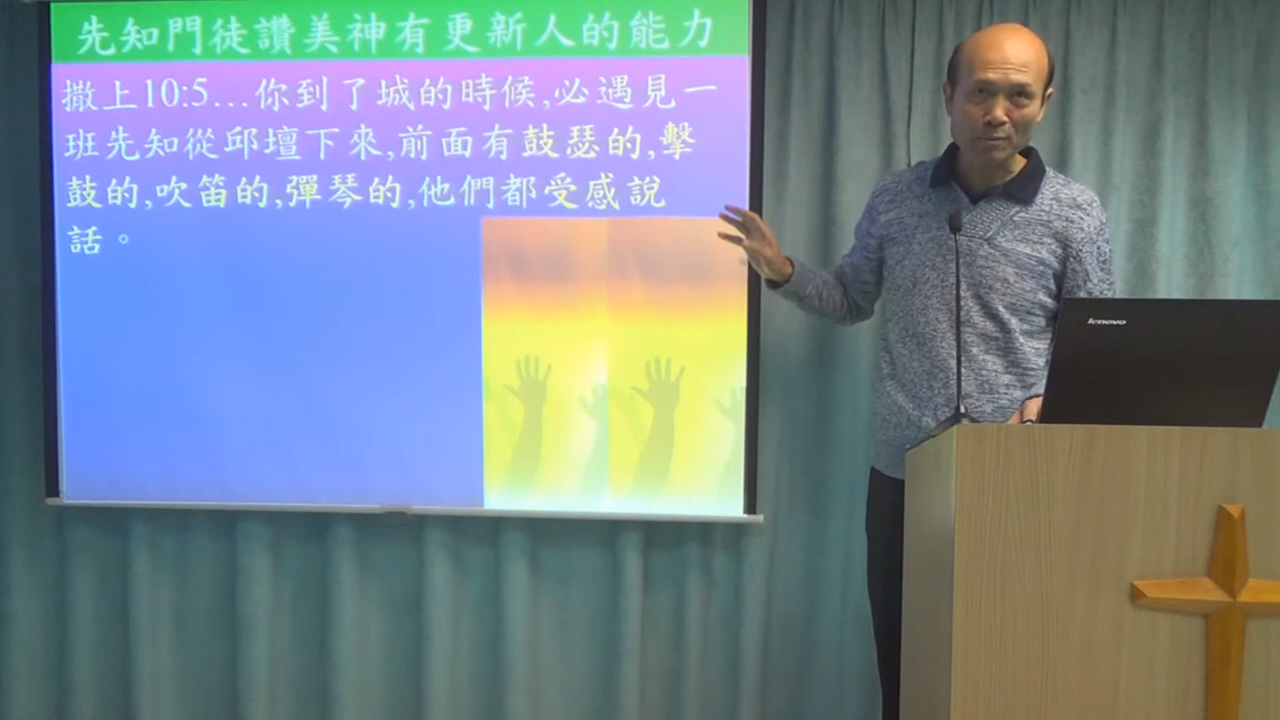 先知門徒讚美神有更新人的能力
撒上10:5…你到了城的時候,必遇見一
班先知從邱壇下來,前面有鼓瑟的,擊
鼓的,吹笛的,彈琴的,他們都受感說
話。
lenovo